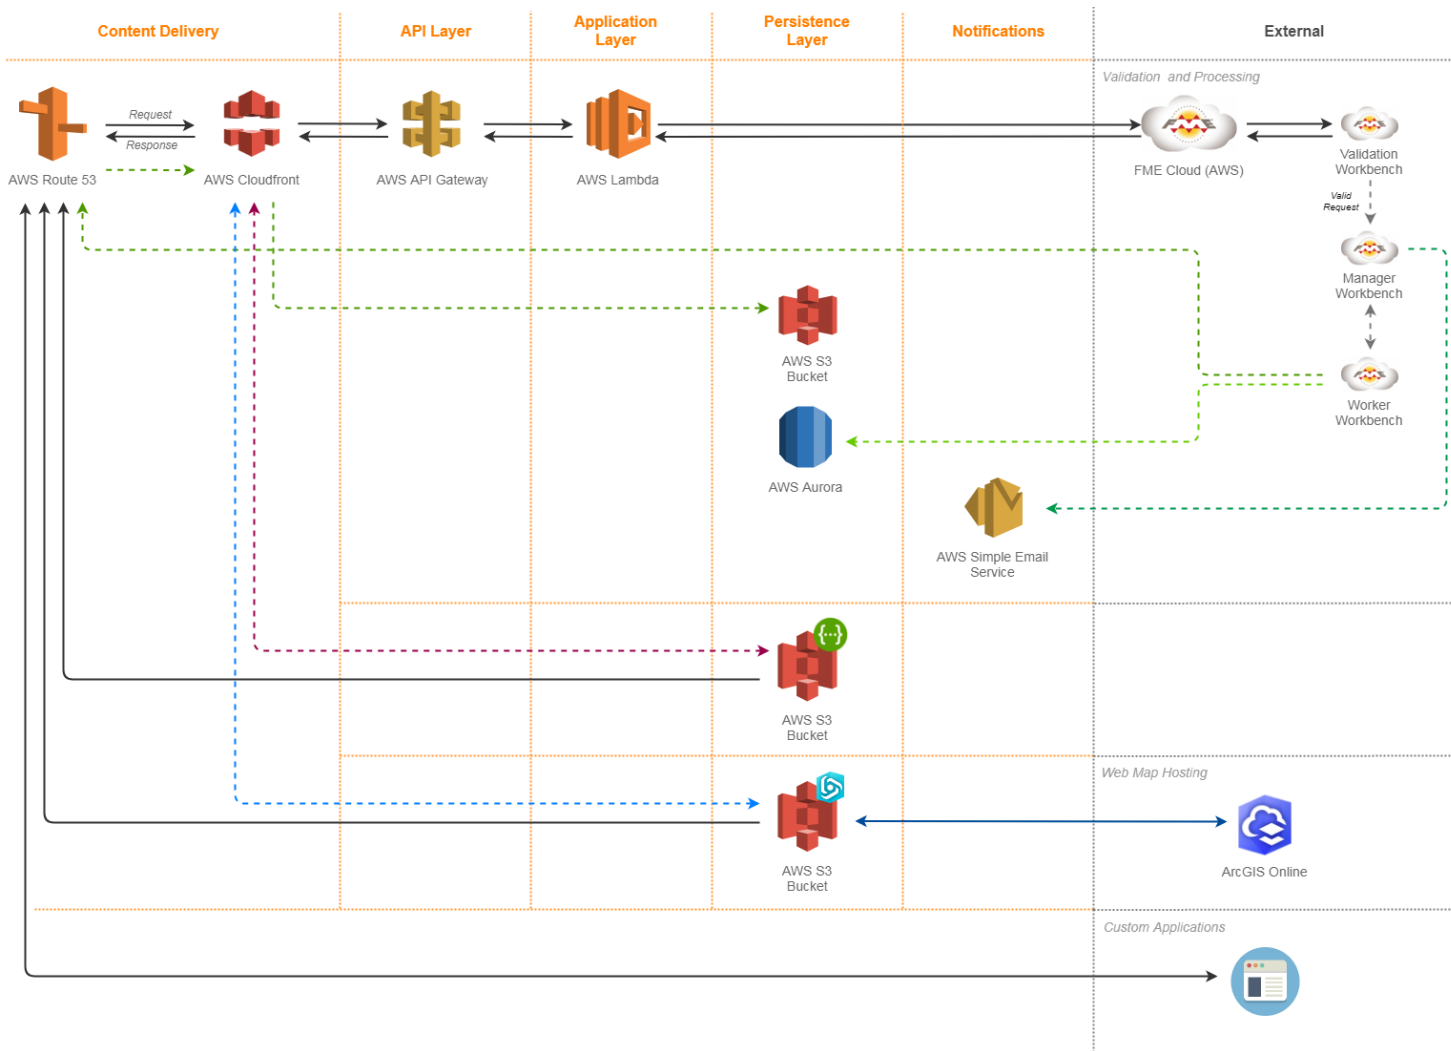 Content Delivery
API Layer
Application
Layer
Persistence
Layer
Notifications
External
Validation and Processing
Request
Response
AWS Route 53
AWS Cloudfront
AWS API Gateway
AWS Lambda
FME Cloud (AWS)
Validation
Workbench
Valid
Request
Manager
Workbench
AWS S3
Bucket
Worker
Workbench
AWS Aurora
AWS Simple Email
Service
AWS S3
Bucket
Web Map Hosting
AWS S3
Bucket
ArcGIS Online
Custom Applications